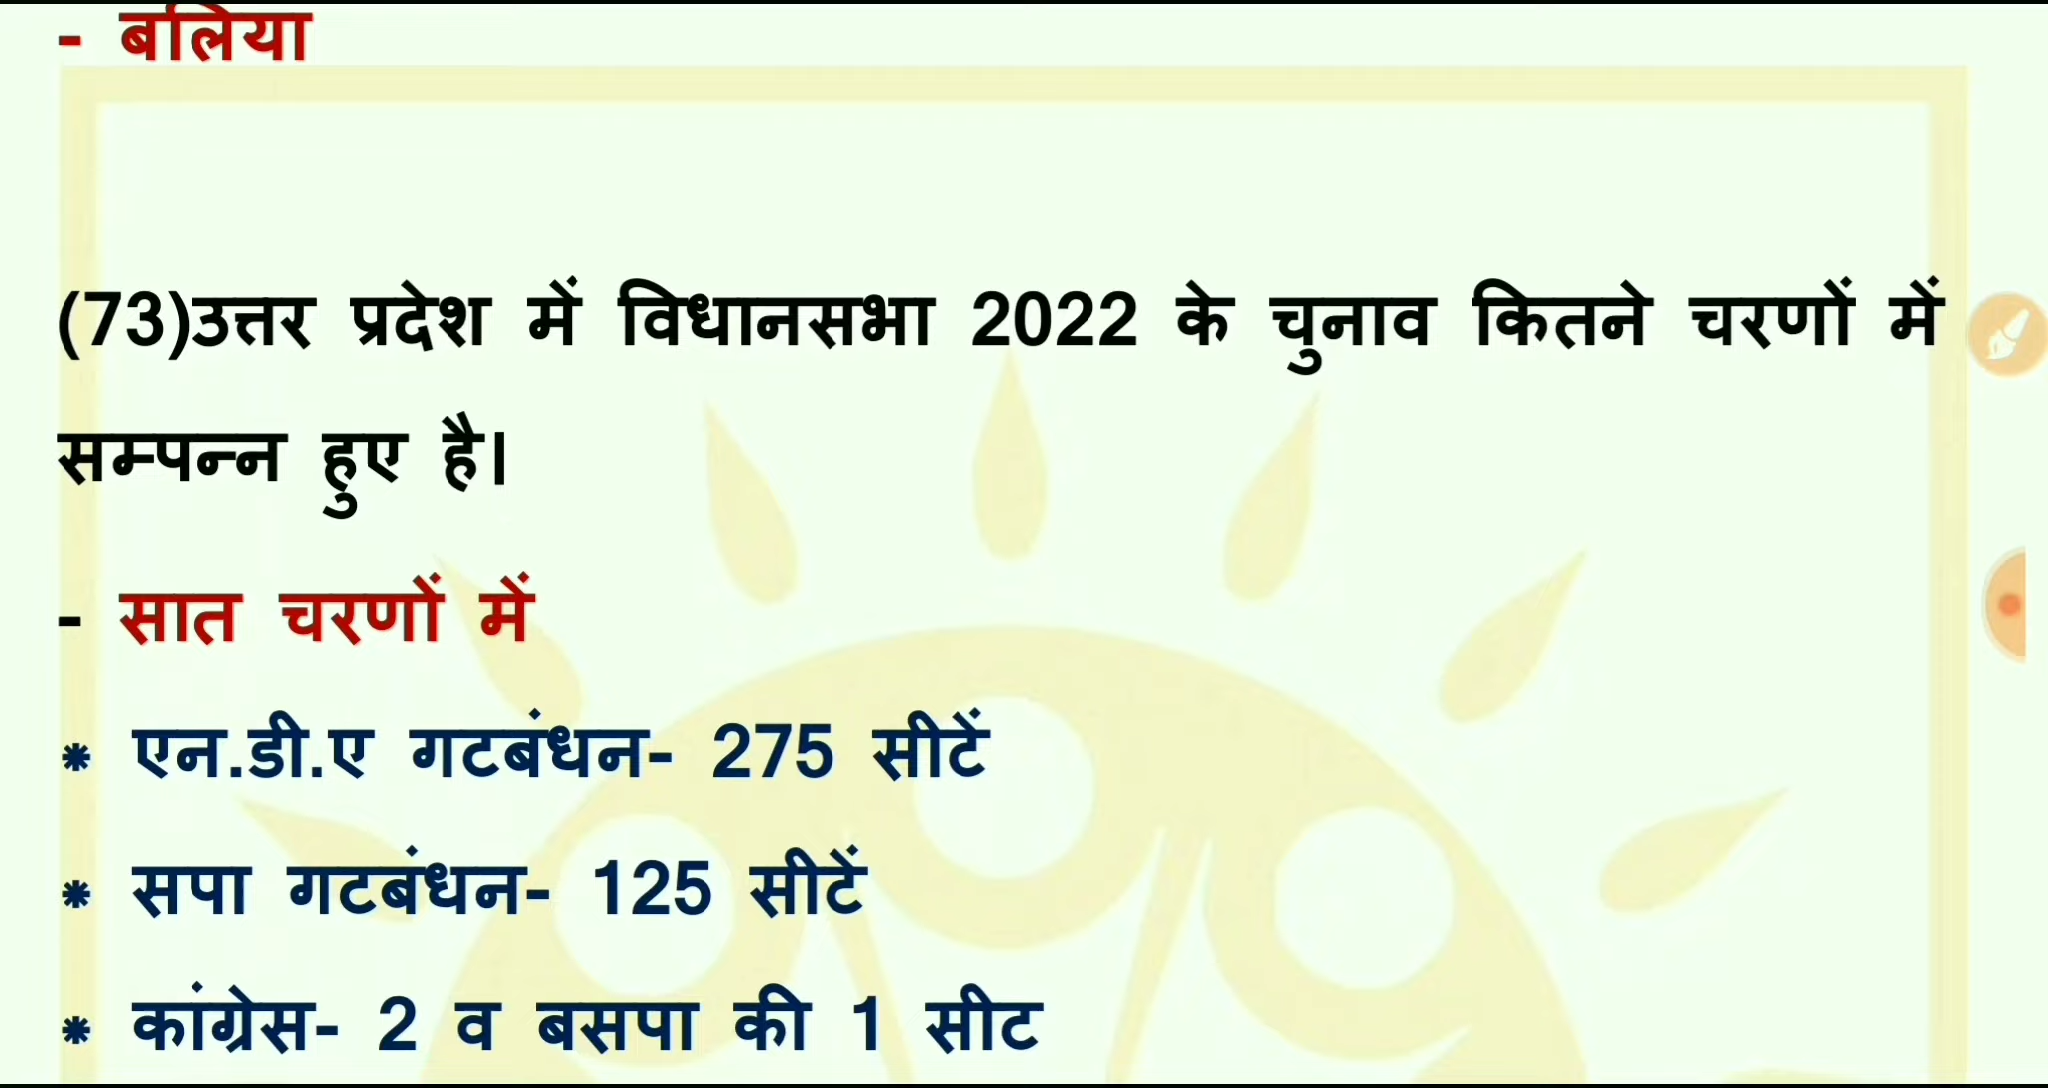 - बलिया
(73)उत्तर प्रदेश में विधानसभा 2022 के चुनाव कितने चरणों में
सम्पन्न हुए है।
- सात चरणों में
* एन.डी.ए गटबंधन- 275 सीटें
* सपा गटबंधन- 125 सीटें
* कांग्रेस- 2 व बसपा की 1 सीट